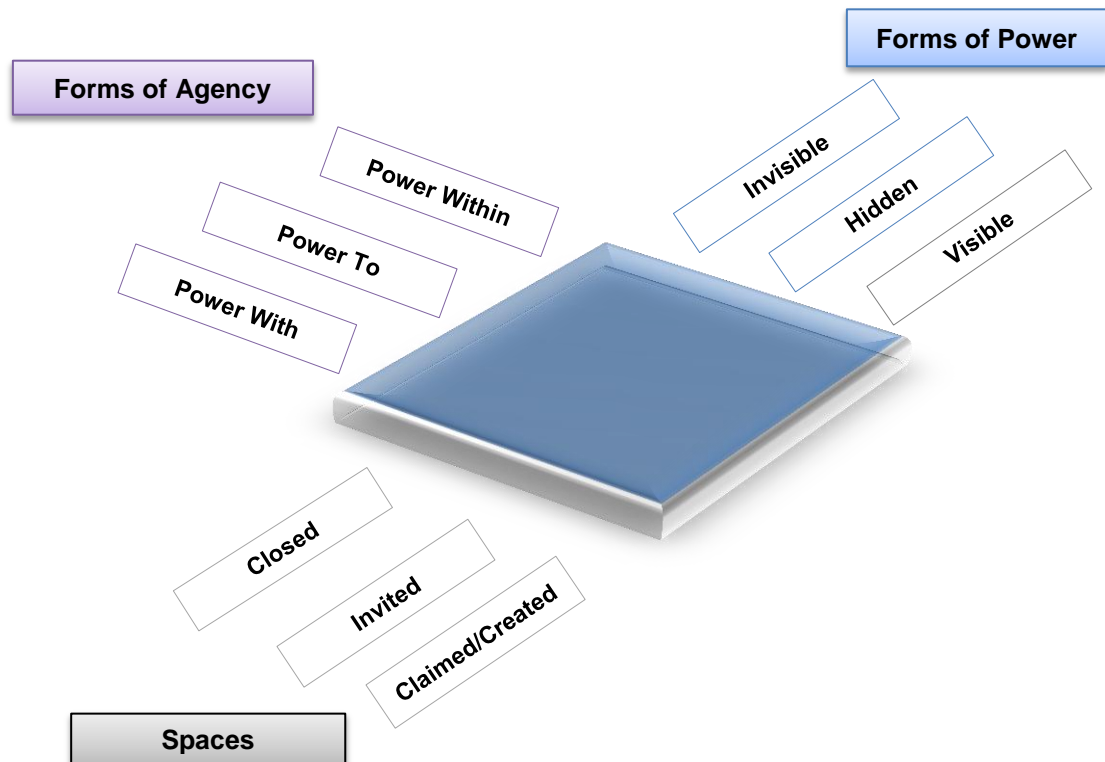 Forms of Power
Forms of Agency
Invisible
Hidden
Visible
Power Within
Power To
Power With
Closed
Invited
Claimed/Created
Spaces